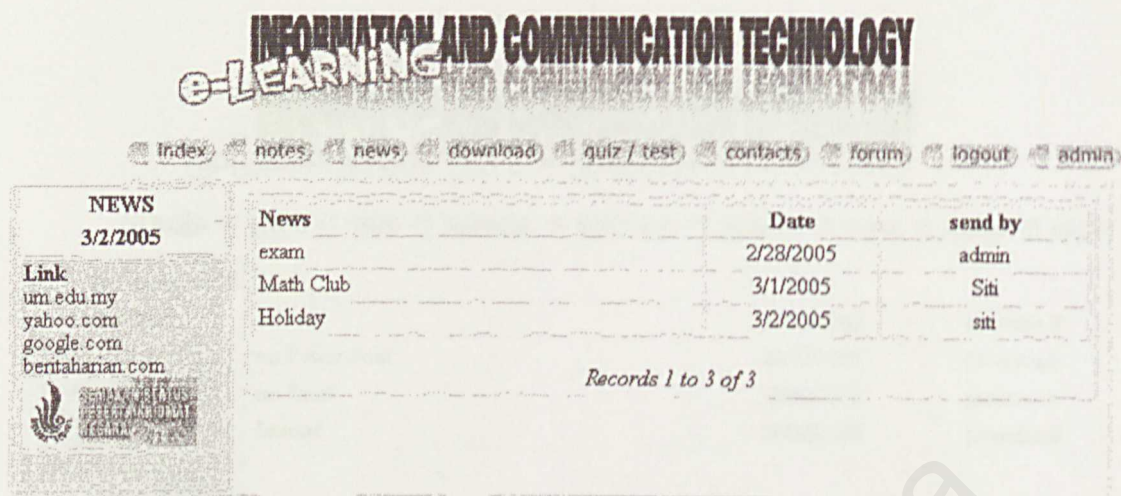 INFORMATION AND COMMUNICATION TECHNOLOGY
e-LEARNiNG
index notes news download quiz / test contacts forum logout admin
NEWS
3/2/2005
Link
um.edu.my
yahoo.com
google.com
beritaharian.com
News Date send by
exam 2/28/2005 admin
Math Club 3/1/2005 Siti
Holiday 3/2/2005 siti
Records 1 to 3 of 3